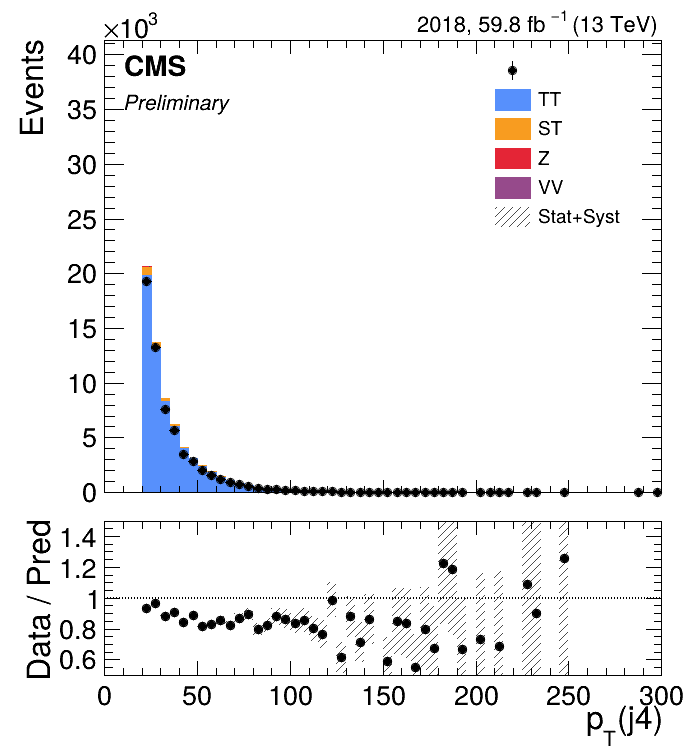 ×10³
2018, 59.8 fb⁻¹ (13 TeV)
Events
CMS
Preliminary
TT
ST
Z
VV
Stat+Syst
40
35
30
25
20
15
10
5
0
Data / Pred
1.4
1.2
1
0.8
0.6
0 50 100 150 200 250 300
p_T(j4)